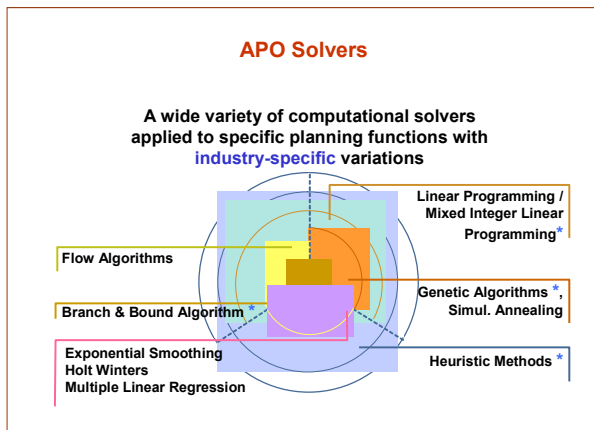 APO Solvers
A wide variety of computational solvers
applied to specific planning functions with
industry-specific variations
Linear Programming /
Mixed Integer Linear
Programming*
Flow Algorithms
Genetic Algorithms *,
Simul. Annealing
Branch & Bound Algorithm *
Exponential Smoothing
Holt Winters
Multiple Linear Regression
Heuristic Methods *